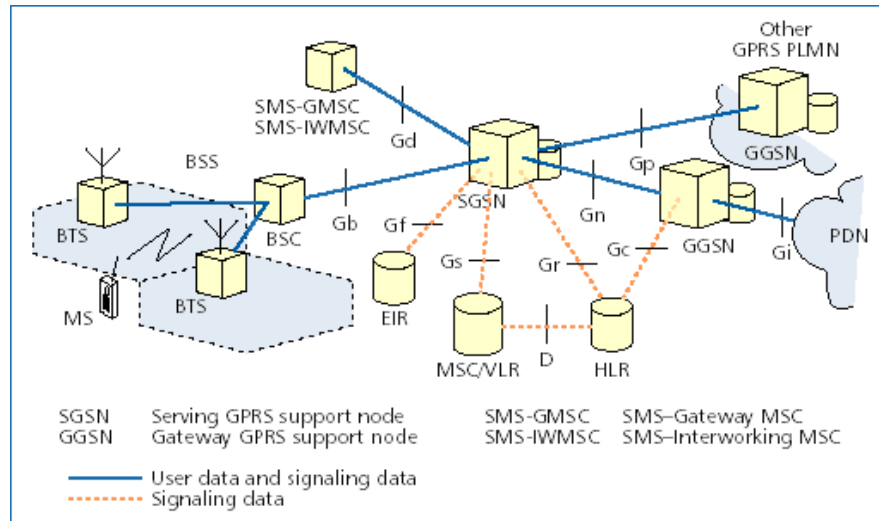 Other
GPRS PLMN
SMS-GMSC
SMS-IWMSC
Gd
BSS
Gp
GGSN
SGSN
BTS
BSC
Gb
Gn
GGSN
Gi
PDN
Gf
Gs
Gr
Gc
MS
BTS
EIR
MSC/VLR
D
HLR
SGSN Serving GPRS support node SMS-GMSC SMS–Gateway MSC
GGSN Gateway GPRS support node SMS-IWMSC SMS–Interworking MSC
User data and signaling data
Signaling data